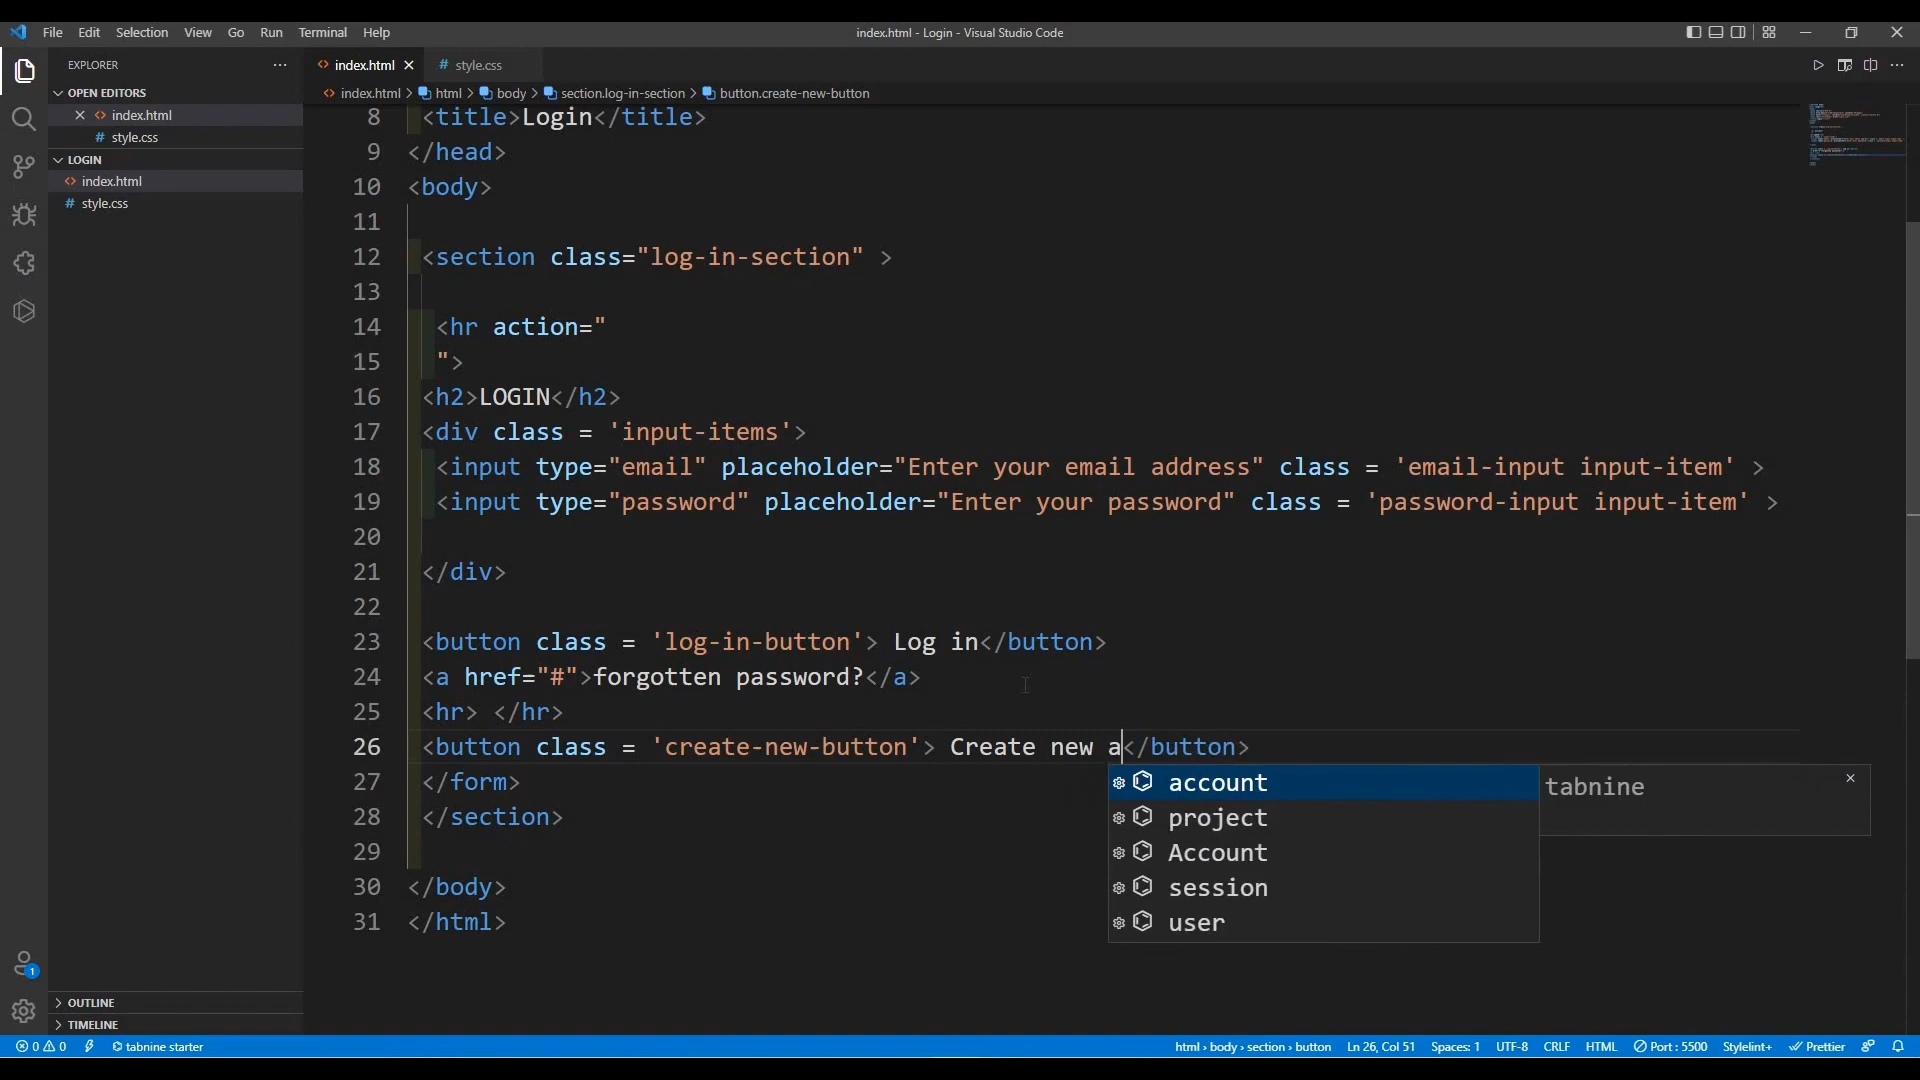 File Edit Selection View Go Run Terminal Help
index.html - Login - Visual Studio Code
EXPLORER
OPEN EDITORS
index.html
style.css
LOGIN
index.html
style.css
OUTLINE
TIMELINE
index.html
style.css
index.html > html > body > section.log-in-section > button.create-new-button
8 <title>Login</title>
9 </head>
10 <body>
11
12 <section class="log-in-section" >
13
14 <hr action="
15 ">
16 <h2>LOGIN</h2>
17 <div class = 'input-items'>
18 <input type="email" placeholder="Enter your email address" class = 'email-input input-item' >
19 <input type="password" placeholder="Enter your password" class = 'password-input input-item' >
20
21 </div>
22
23 <button class = 'log-in-button'> Log in</button>
24 <a href="#">forgotten password?</a>
25 <hr> </hr>
26 <button class = 'create-new-button'> Create new a</button>
27 </form>
28 </section>
29
30 </body>
31 </html>
account
project
Account
session
user
tabnine
1
0 0 tabnine starter
html › body › section › button Ln 26, Col 51 Spaces: 1 UTF-8 CRLF HTML Port : 5500 Stylelint+ Prettier